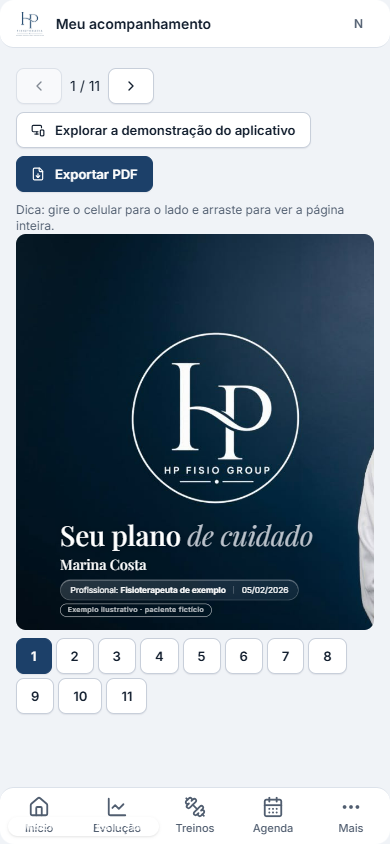 HP
Meu acompanhamento
N
1 / 11
Explorar a demonstração do aplicativo
Exportar PDF
Dica: gire o celular para o lado e arraste para ver a página
inteira.
HP
HP FISIO GROUP
Seu plano de cuidado
Marina Costa
Profissional: Fisioterapeuta de exemplo | 05/02/2026
Exemplo ilustrativo · paciente fictício
1 2 3 4 5 6 7 8
9 10 11
Início Evolução Treinos Agenda Mais